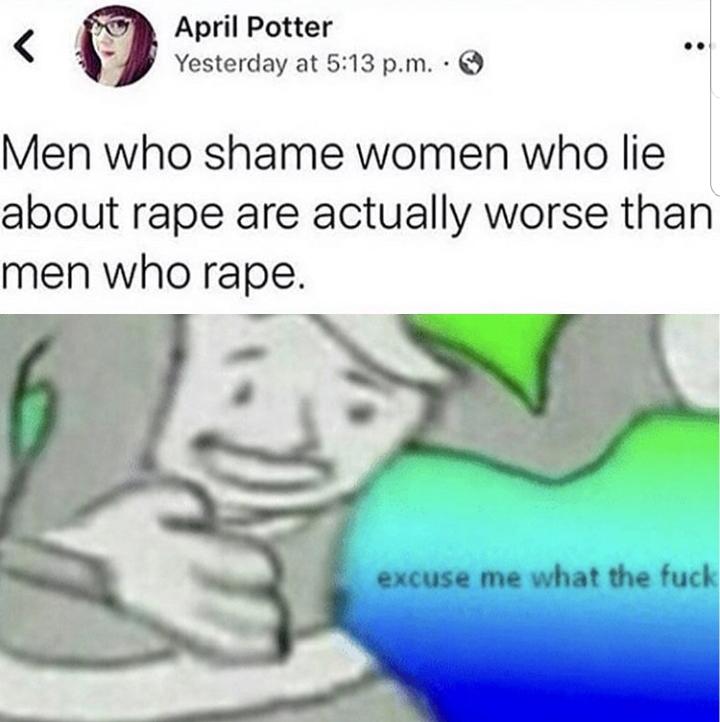 April Potter
Yesterday at 5:13 p.m. ·
Men who shame women who lie
about rape are actually worse than
men who rape.
excuse me what the fuck